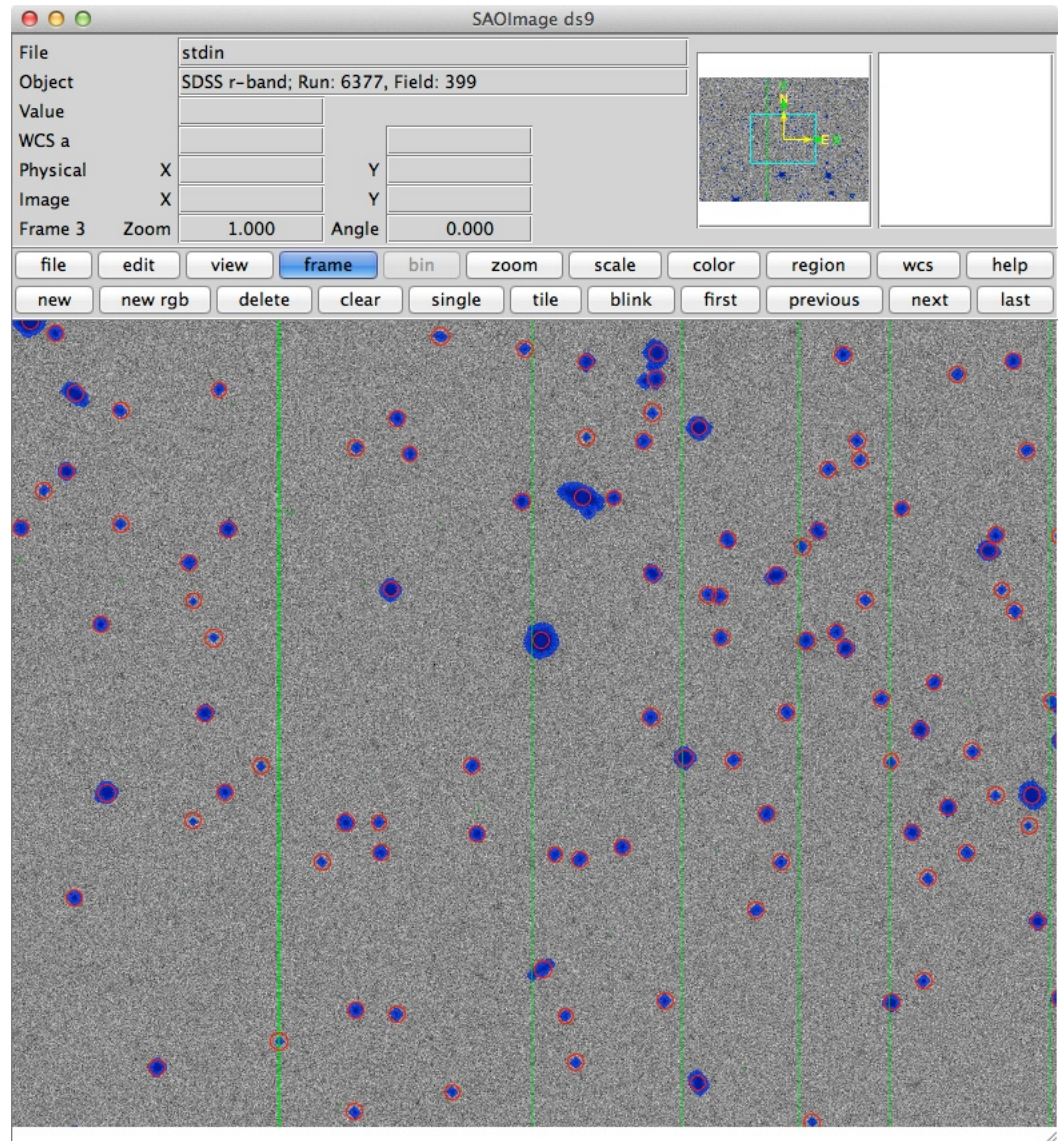 SAOImage ds9
File stdin
Object SDSS r-band; Run: 6377, Field: 399
Value
WCS a
Physical X Y
Image X Y
Frame 3 Zoom 1.000 Angle 0.000
N
E
file edit view frame bin zoom scale color region wcs help
new new rgb delete clear single tile blink first previous next last